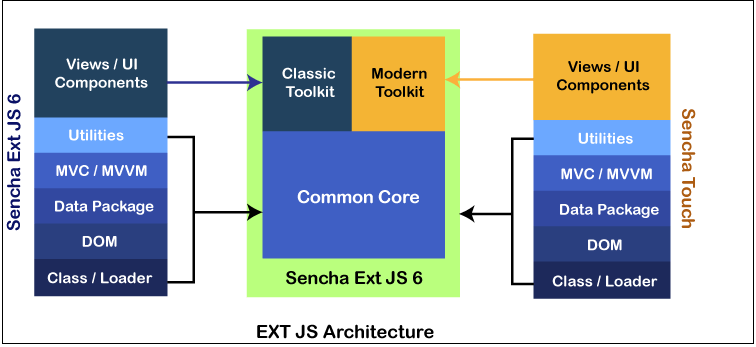 Sencha Ext JS 6
Views / UI
Components
Utilities
MVC / MVVM
Data Package
DOM
Class / Loader
Classic
Toolkit
Modern
Toolkit
Common Core
Sencha Ext JS 6
Views / UI
Components
Utilities
MVC / MVVM
Data Package
DOM
Class / Loader
Sencha Touch
EXT JS Architecture